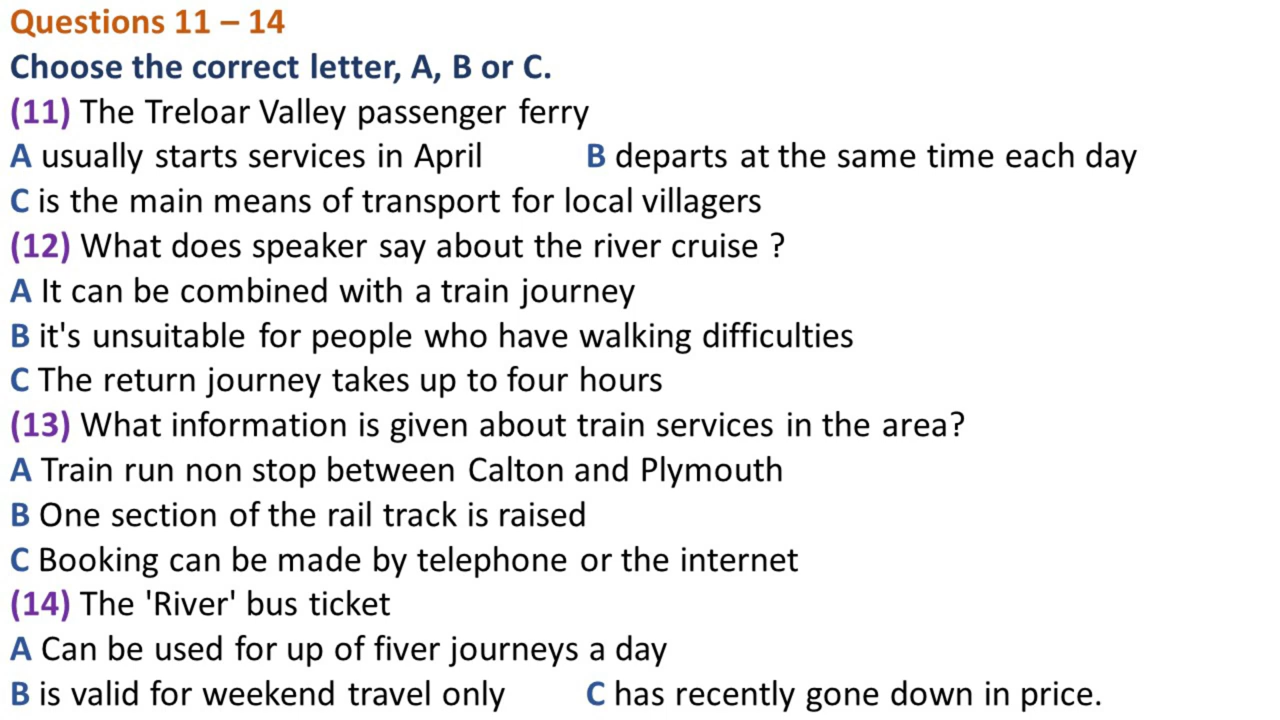 Questions 11 – 14
Choose the correct letter, A, B or C.
(11) The Treloar Valley passenger ferry
A usually starts services in April B departs at the same time each day
C is the main means of transport for local villagers
(12) What does speaker say about the river cruise ?
A It can be combined with a train journey
B it's unsuitable for people who have walking difficulties
C The return journey takes up to four hours
(13) What information is given about train services in the area?
A Train run non stop between Calton and Plymouth
B One section of the rail track is raised
C Booking can be made by telephone or the internet
(14) The 'River' bus ticket
A Can be used for up of fiver journeys a day
B is valid for weekend travel only C has recently gone down in price.